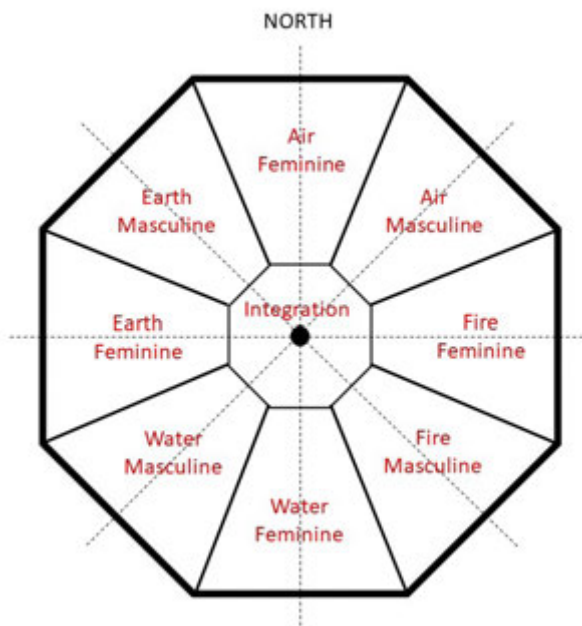 NORTH
Air
Feminine
Earth
Masculine
Air
Masculine
Integration
Earth
Feminine
Fire
Feminine
Water
Masculine
Fire
Masculine
Water
Feminine